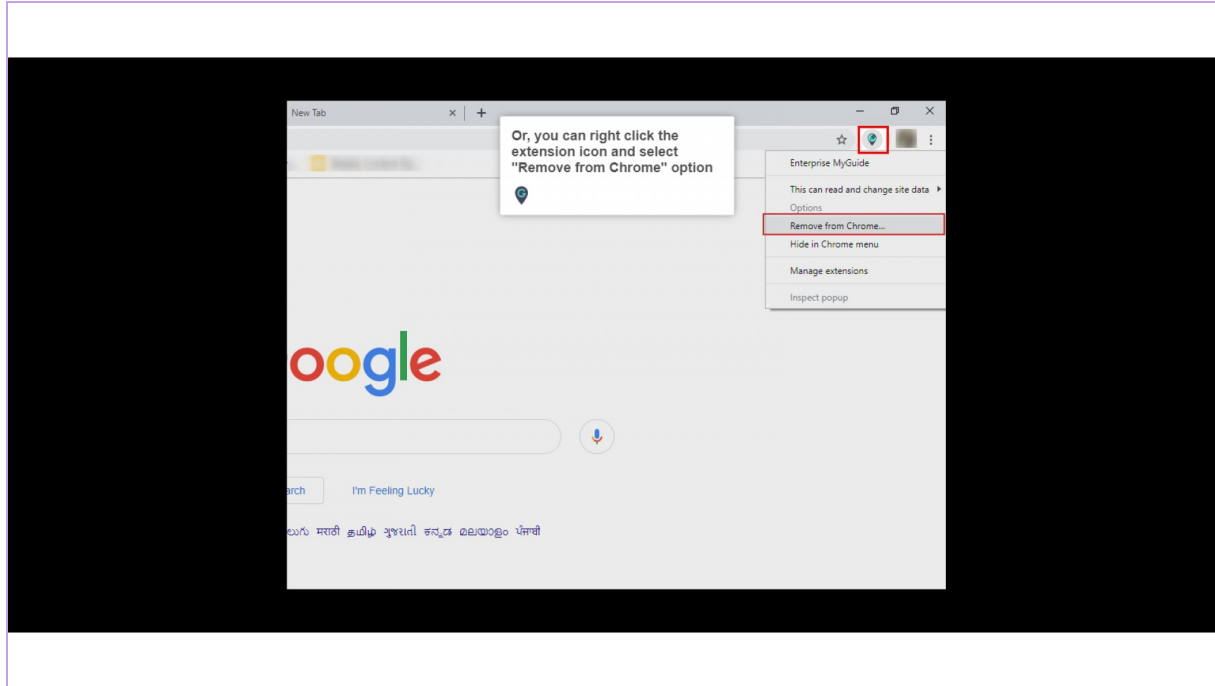 New Tab
Or, you can right click the
extension icon and select
"Remove from Chrome" option
Enterprise MyGuide
This can read and change site data
Options
Remove from Chrome...
Hide in Chrome menu
Manage extensions
Inspect popup
oogle
arch I'm Feeling Lucky
లుగు मराठी தமிழ் ગુજરાતી ಕನ್ನಡ മലയാളം ਪੰਜਾਬੀ